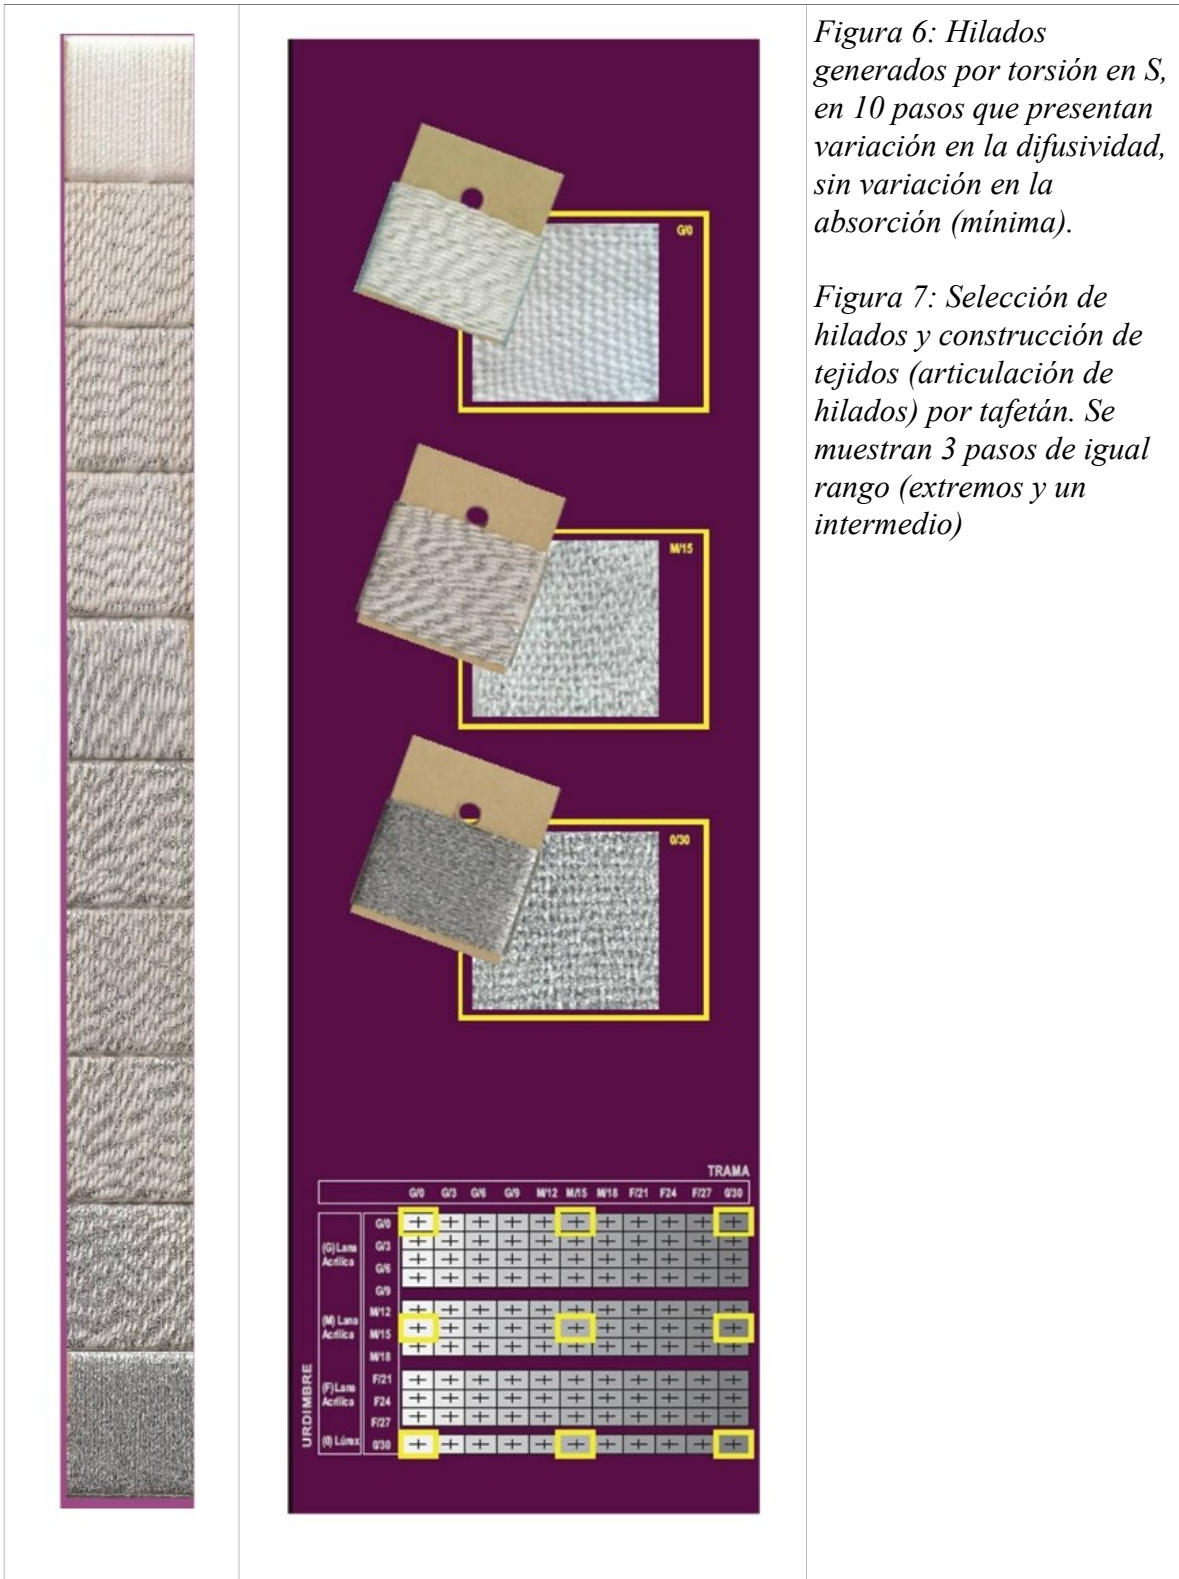 Figura 6: Hilados
generados por torsión en S,
en 10 pasos que presentan
variación en la difusividad,
sin variación en la
absorción (mínima).
Figura 7: Selección de
hilados y construcción de
tejidos (articulación de
hilados) por tafetán. Se
muestran 3 pasos de igual
rango (extremos y un
intermedio)
G/0
M/15
0/30
TRAMA
G/0 G/3 G/6 G/9 M/12 M/15 M/18 F/21 F24 F/27 0/30
URDIMBRE
(G) Lana
Acrílica
G/0
G/3
G/6
G/9
(M) Lana
Acrílica
M/12
M/15
M/18
(F) Lana
Acrílica
F/21
F24
F/27
(0) Lúrex
0/30